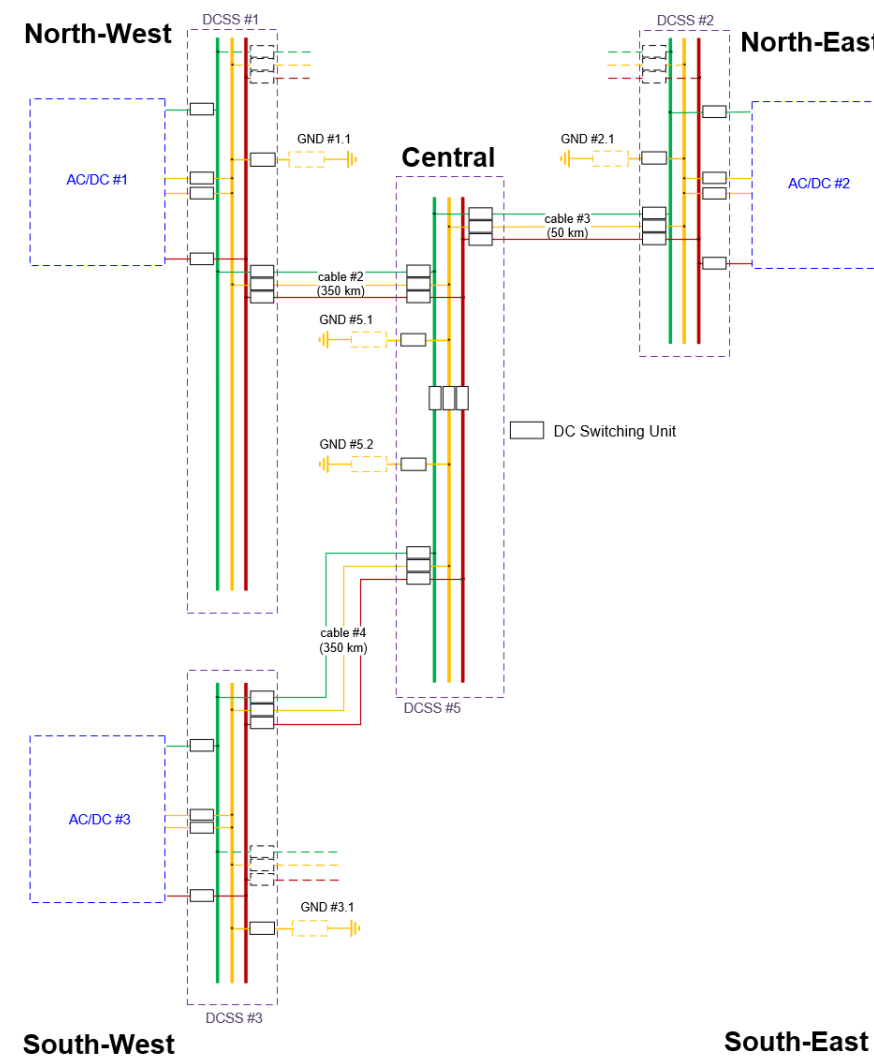 DCSS #1
DCSS #2
North-West
North-East
AC/DC #1
GND #1.1
GND #2.1
AC/DC #2
Central
cable #3
(50 km)
cable #2
(350 km)
GND #5.1
DC Switching Unit
GND #5.2
cable #4
(350 km)
DCSS #5
AC/DC #3
GND #3.1
DCSS #3
South-West
South-East